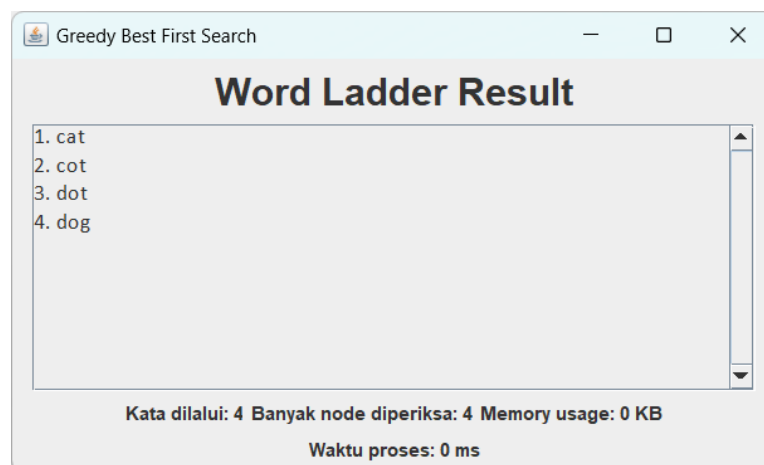 Greedy Best First Search
Word Ladder Result
1. cat
2. cot
3. dot
4. dog
Kata dilalui: 4 Banyak node diperiksa: 4 Memory usage: 0 KB
Waktu proses: 0 ms